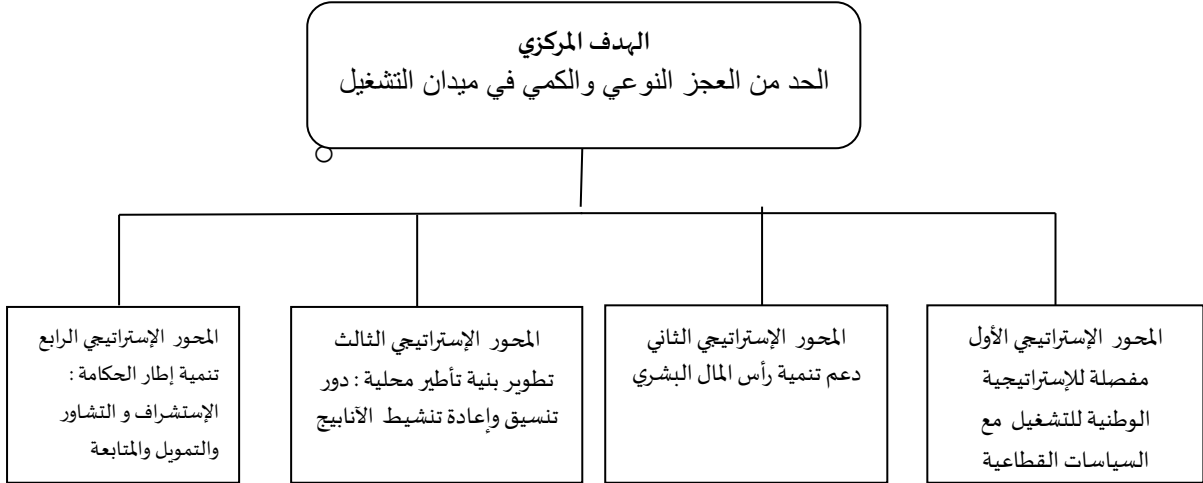 الهدف المركزي
الحد من العجز النوعي والكمي في ميدان التشغيل
المحور الإستراتيجي الأول
مفصلة للإستراتيجية
الوطنية للتشغيل مع
السياسات القطاعية
المحور الإستراتيجي الثاني
دعم تنمية رأس المال البشري
المحور الإستراتيجي الثالث
تطوير بنية تأطير محلية : دور
تنسيق وإعادة تنشيط الآنابيج
المحور الإستراتيجي الرابع
تنمية إطار الحكامة :
الإستشراف و التشاور
والتمويل والمتابعة